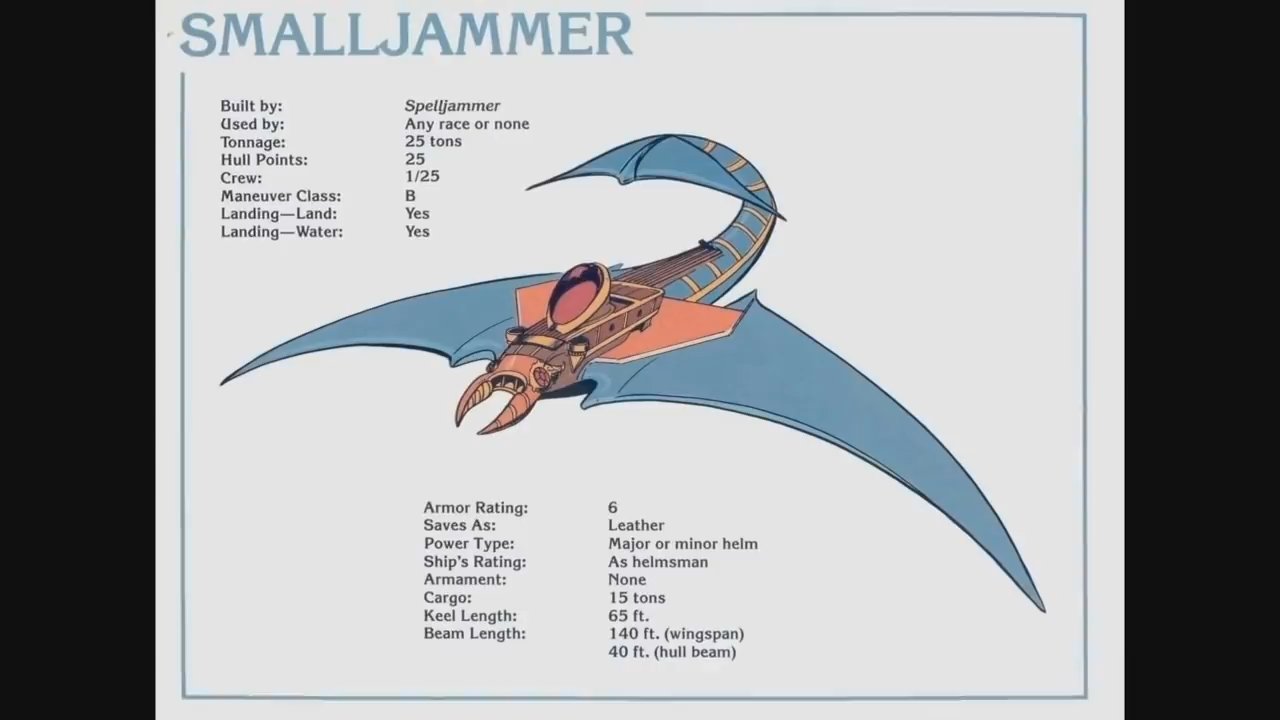 SMALLJAMMER
Built by: Spelljammer
Used by: Any race or none
Tonnage: 25 tons
Hull Points: 25
Crew: 1/25
Maneuver Class: B
Landing—Land: Yes
Landing—Water: Yes
Armor Rating: 6
Saves As: Leather
Power Type: Major or minor helm
Ship's Rating: As helmsman
Armament: None
Cargo: 15 tons
Keel Length: 65 ft.
Beam Length: 140 ft. (wingspan)
40 ft. (hull beam)